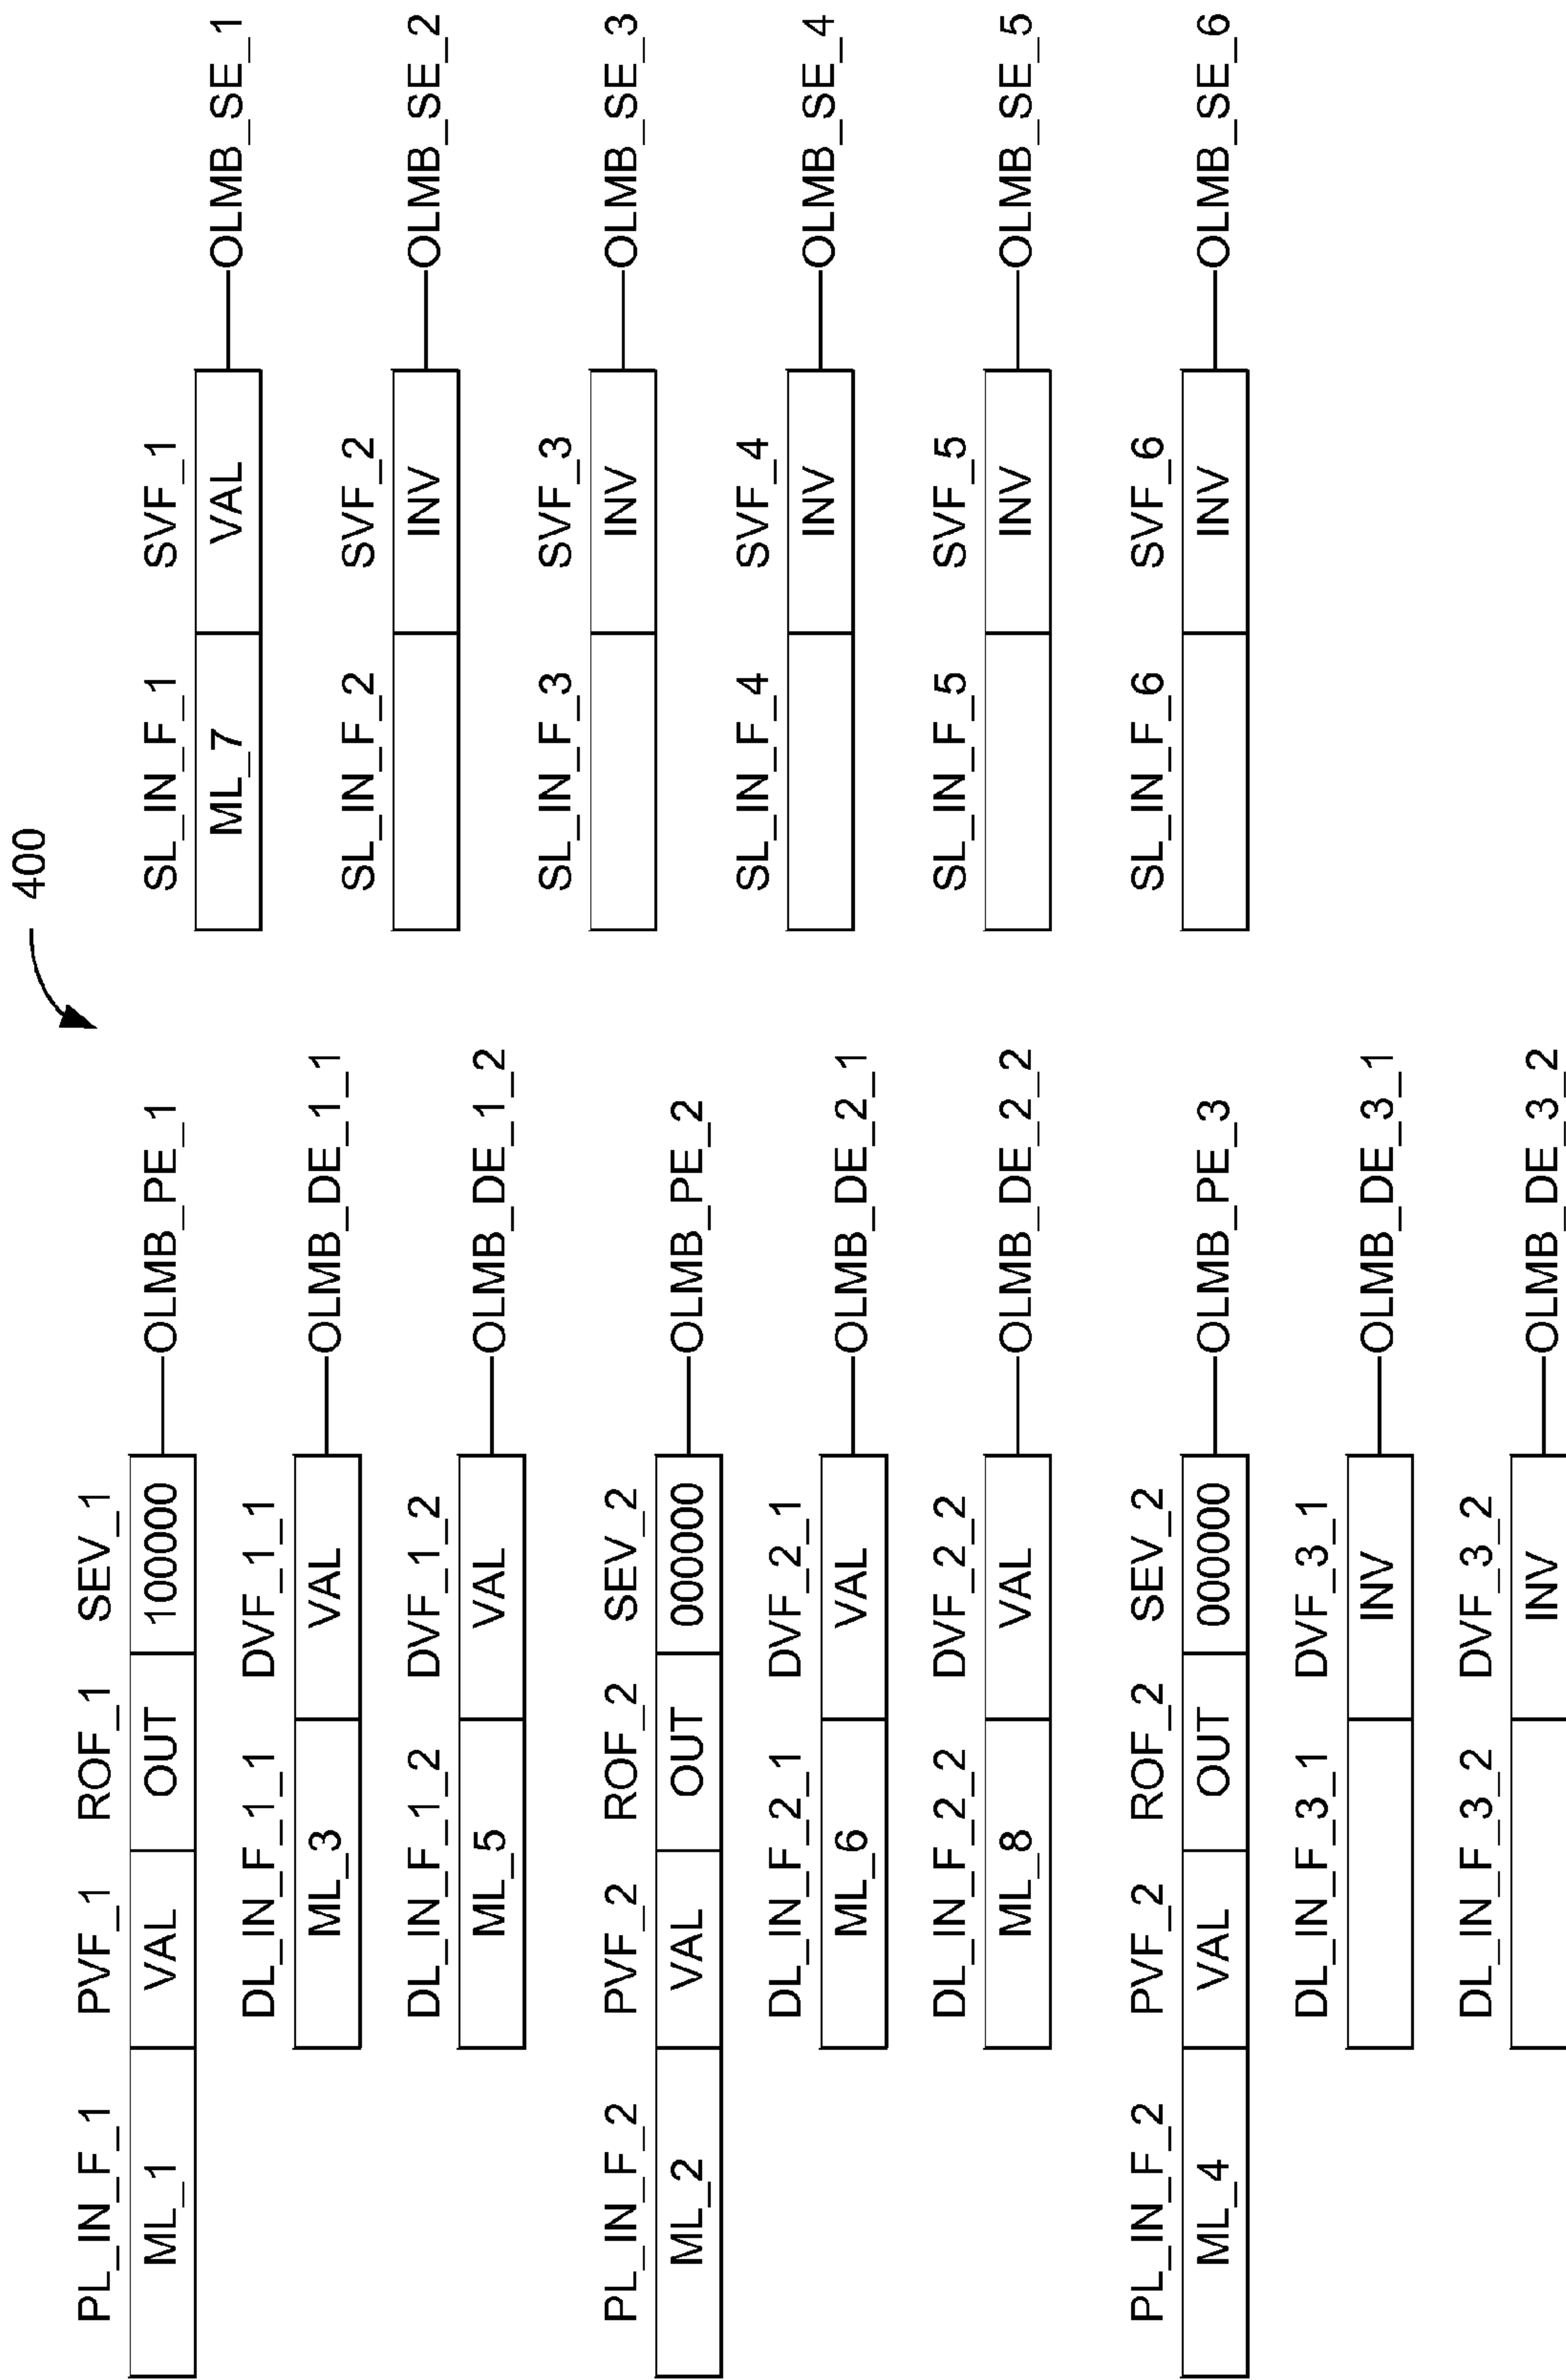 400
PL_IN_F_1 PVF_1 ROF_1 SEV_1
ML_1 VAL OUT 100000 OLMB_PE_1
DL_IN_F_1_1 DVF_1_1
ML_3 VAL OLMB_DE_1_1
DL_IN_F_1_2 DVF_1_2
ML_5 VAL OLMB_DE_1_2
PL_IN_F_2 PVF_2 ROF_2 SEV_2
ML_2 VAL OUT 000000 OLMB_PE_2
DL_IN_F_2_1 DVF_2_1
ML_6 VAL OLMB_DE_2_1
DL_IN_F_2_2 DVF_2_2
ML_8 VAL OLMB_DE_2_2
PL_IN_F_2 PVF_2 ROF_2 SEV_2
ML_4 VAL OUT 000000 OLMB_PE_3
DL_IN_F_3_1 DVF_3_1
INV OLMB_DE_3_1
DL_IN_F_3_2 DVF_3_2
INV OLMB_DE_3_2
SL_IN_F_1 SVF_1
ML_7 VAL OLMB_SE_1
SL_IN_F_2 SVF_2
INV OLMB_SE_2
SL_IN_F_3 SVF_3
INV OLMB_SE_3
SL_IN_F_4 SVF_4
INV OLMB_SE_4
SL_IN_F_5 SVF_5
INV OLMB_SE_5
SL_IN_F_6 SVF_6
INV OLMB_SE_6